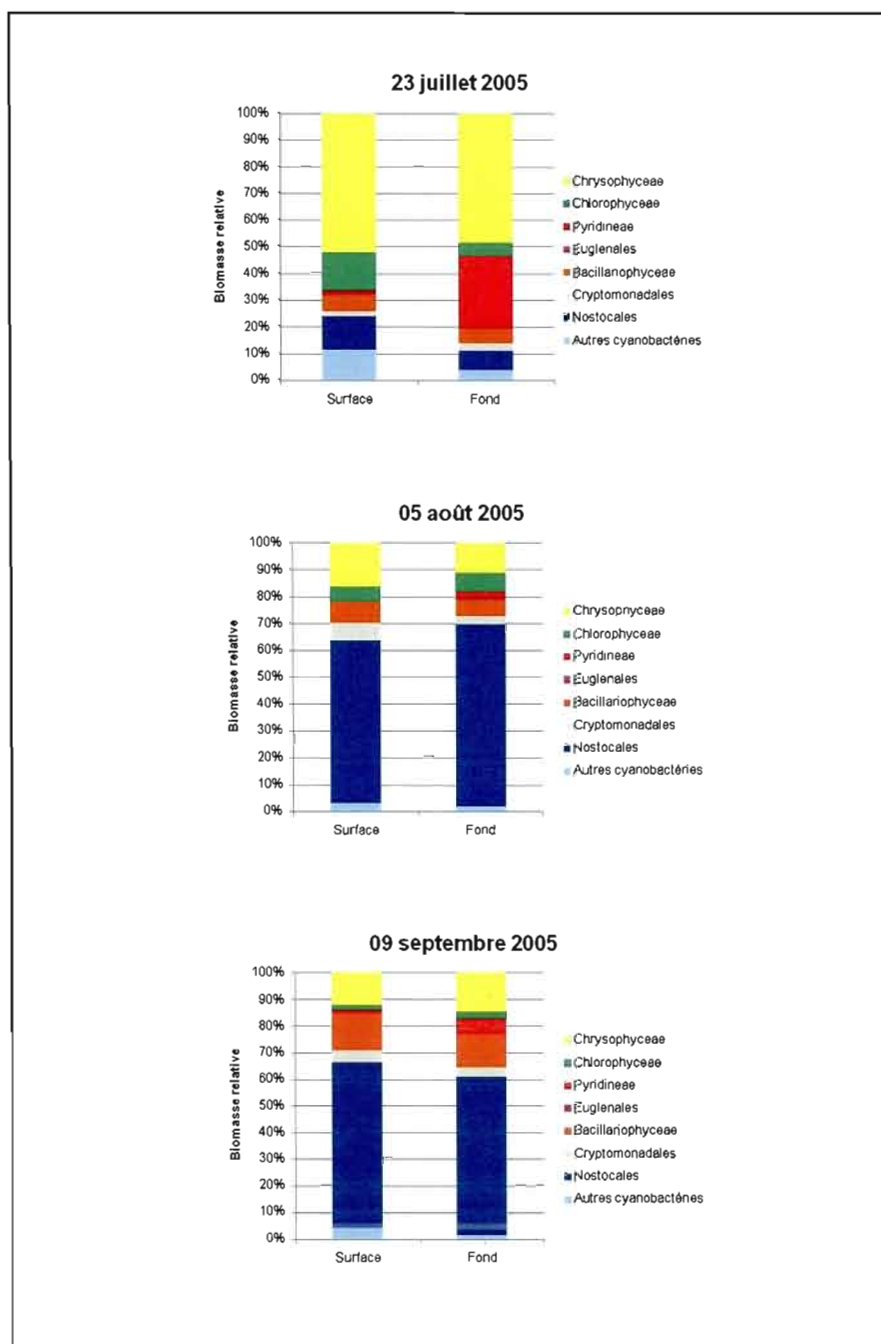 23 juillet 2005
100%
90%
80%
70%
60%
50%
40%
30%
20%
10%
0%
Biomasse relative
Surface
Fond
Chrysophyceae
Chlorophyceae
Pyridineae
Euglenales
Bacillanophyceae
Cryptomonadales
Nostocales
Autres cyanobacténes
05 août 2005
100%
90%
80%
70%
60%
50%
40%
30%
20%
10%
0%
Biomasse relative
Surface
Fond
Chrysopnyceae
Chlorophyceae
Pyridineae
Euglenales
Bacillariophyceae
Cryptomonadales
Nostocales
Autres cyanobactéries
09 septembre 2005
100%
90%
80%
70%
60%
50%
40%
30%
20%
10%
0%
Biomasse relative
Surface
Fond
Chrysophyceae
Chlorophyceae
Pyridineae
Euglenales
Bacillariophyceae
Cryptomonadales
Nostocales
Autres cyanobacténes